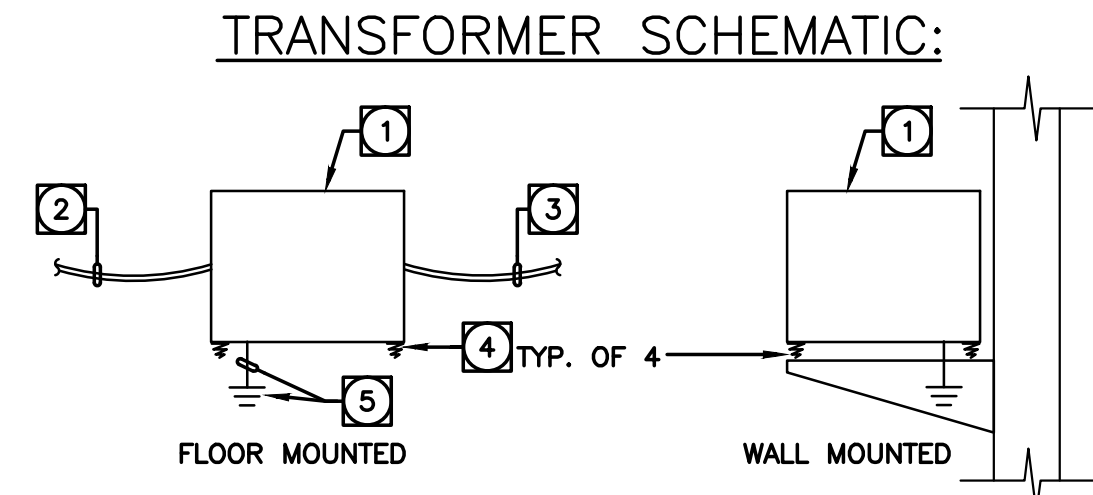 TRANSFORMER SCHEMATIC:
1
1
2
3
4 TYP. OF 4
5
FLOOR MOUNTED
WALL MOUNTED